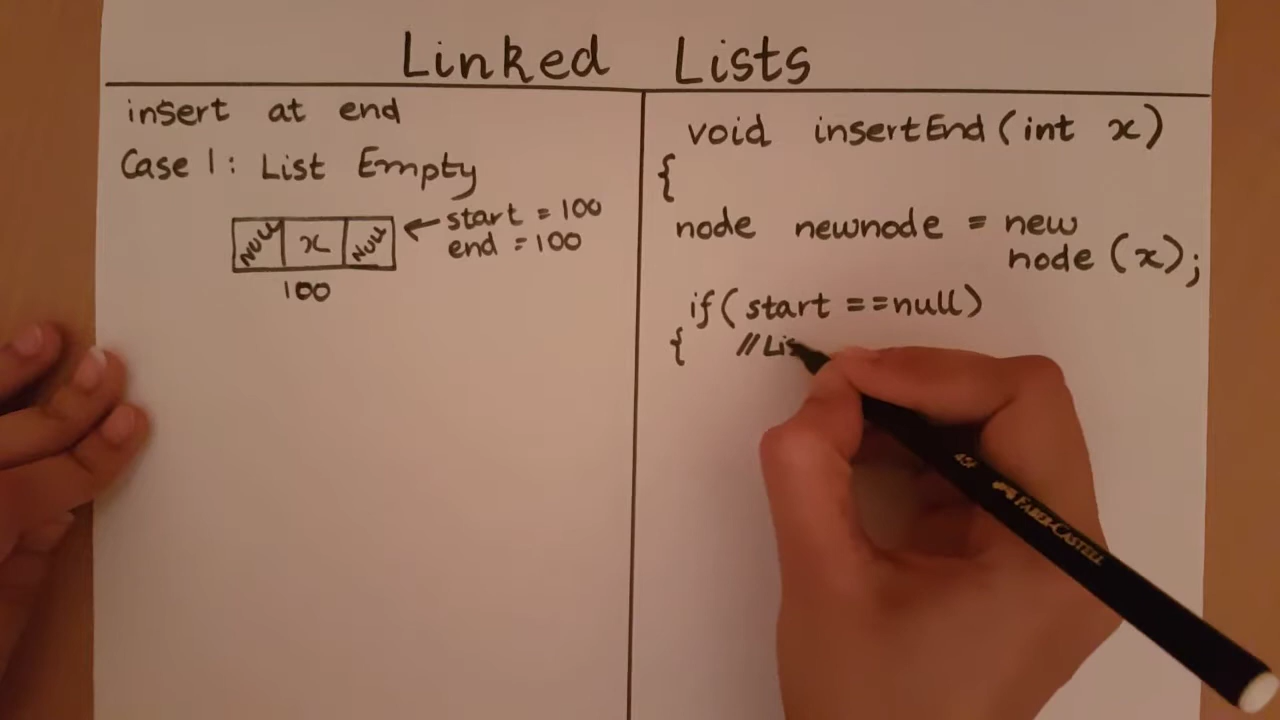 Linked Lists
insert at end
Case 1: List Empty
NULL x NULL
start = 100
end = 100
100
void insertEnd(int x)
{
node newnode = new
node (x);
if(start ==null)
{ //Lis
FABER-CASTELL